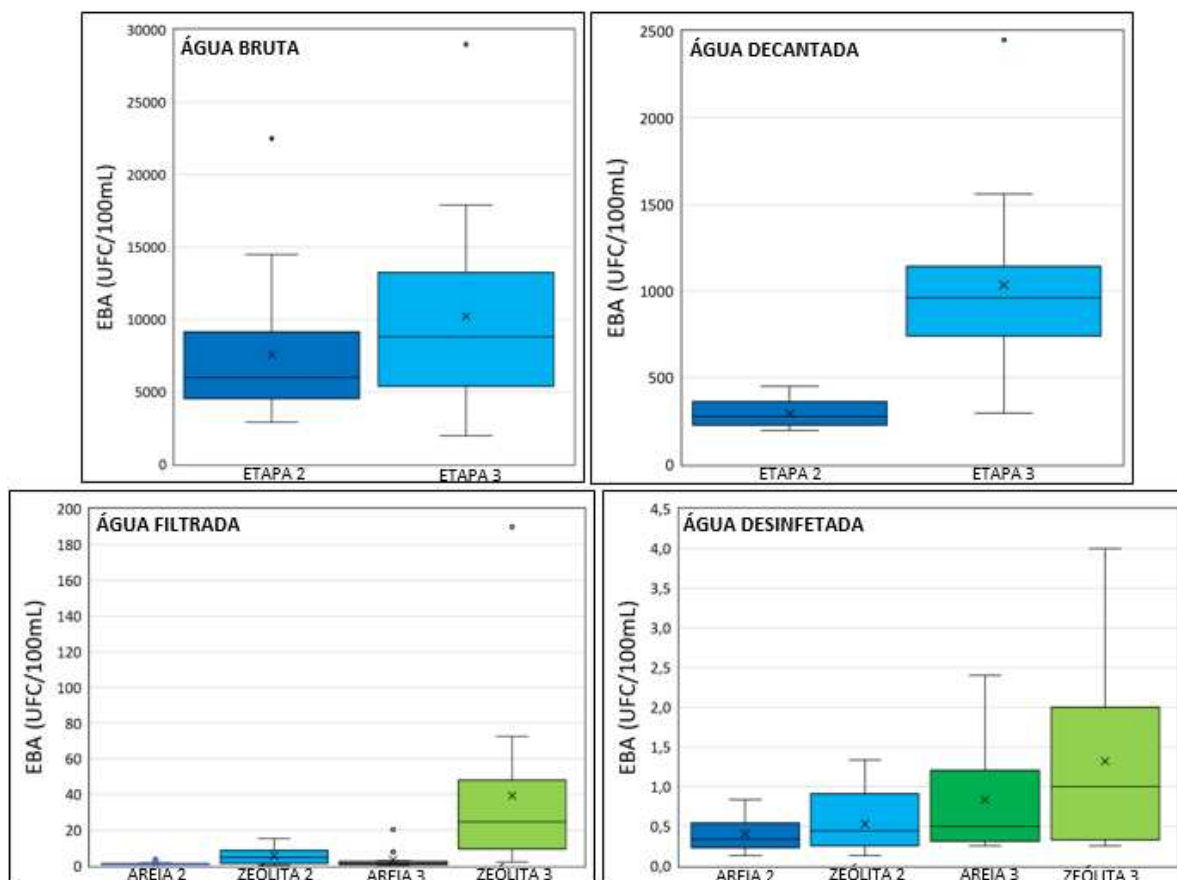 ÁGUA BRUTA
EBA (UFC/100mL)
30000
25000
20000
15000
10000
5000
0
ETAPA 2
ETAPA 3
ÁGUA DECANTADA
EBA (UFC/100mL)
2500
2000
1500
1000
500
0
ETAPA 2
ETAPA 3
ÁGUA FILTRADA
EBA (UFC/100mL)
200
180
160
140
120
100
80
60
40
20
0
AREIA 2
ZEÓLITA 2
AREIA 3
ZEÓLITA 3
ÁGUA DESINFETADA
EBA (UFC/100mL)
4,5
4,0
3,5
3,0
2,5
2,0
1,5
1,0
0,5
0,0
AREIA 2
ZEÓLITA 2
AREIA 3
ZEÓLITA 3